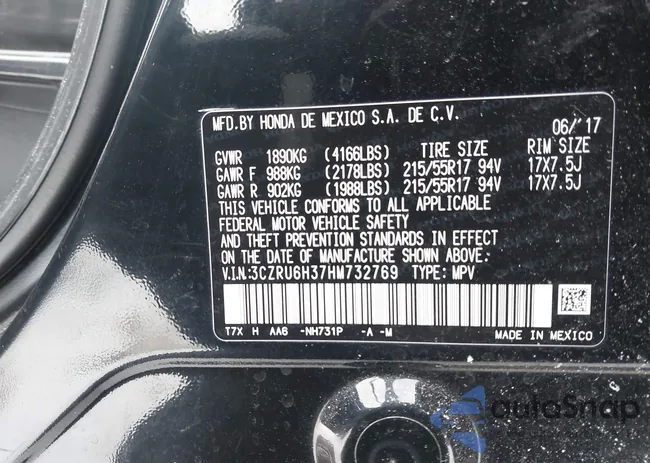 MFD.BY HONDA DE MEXICO S.A. DE C.V. 06/'17
GVWR 1890KG (4166LBS) TIRE SIZE RIM SIZE
GAWR F 988KG (2178LBS) 215/55R17 94V 17X7.5J
GAWR R 902KG (1988LBS) 215/55R17 94V 17X7.5J
THIS VEHICLE CONFORMS TO ALL APPLICABLE
FEDERAL MOTOR VEHICLE SAFETY
AND THEFT PREVENTION STANDARDS IN EFFECT
ON THE DATE OF MANUFACTURE SHOWN ABOVE.
V.I.N:3CZRU6H37HM732769 TYPE: MPV
T7X H AA6 -NH731P -A -M MADE IN MEXICO
autoSnap